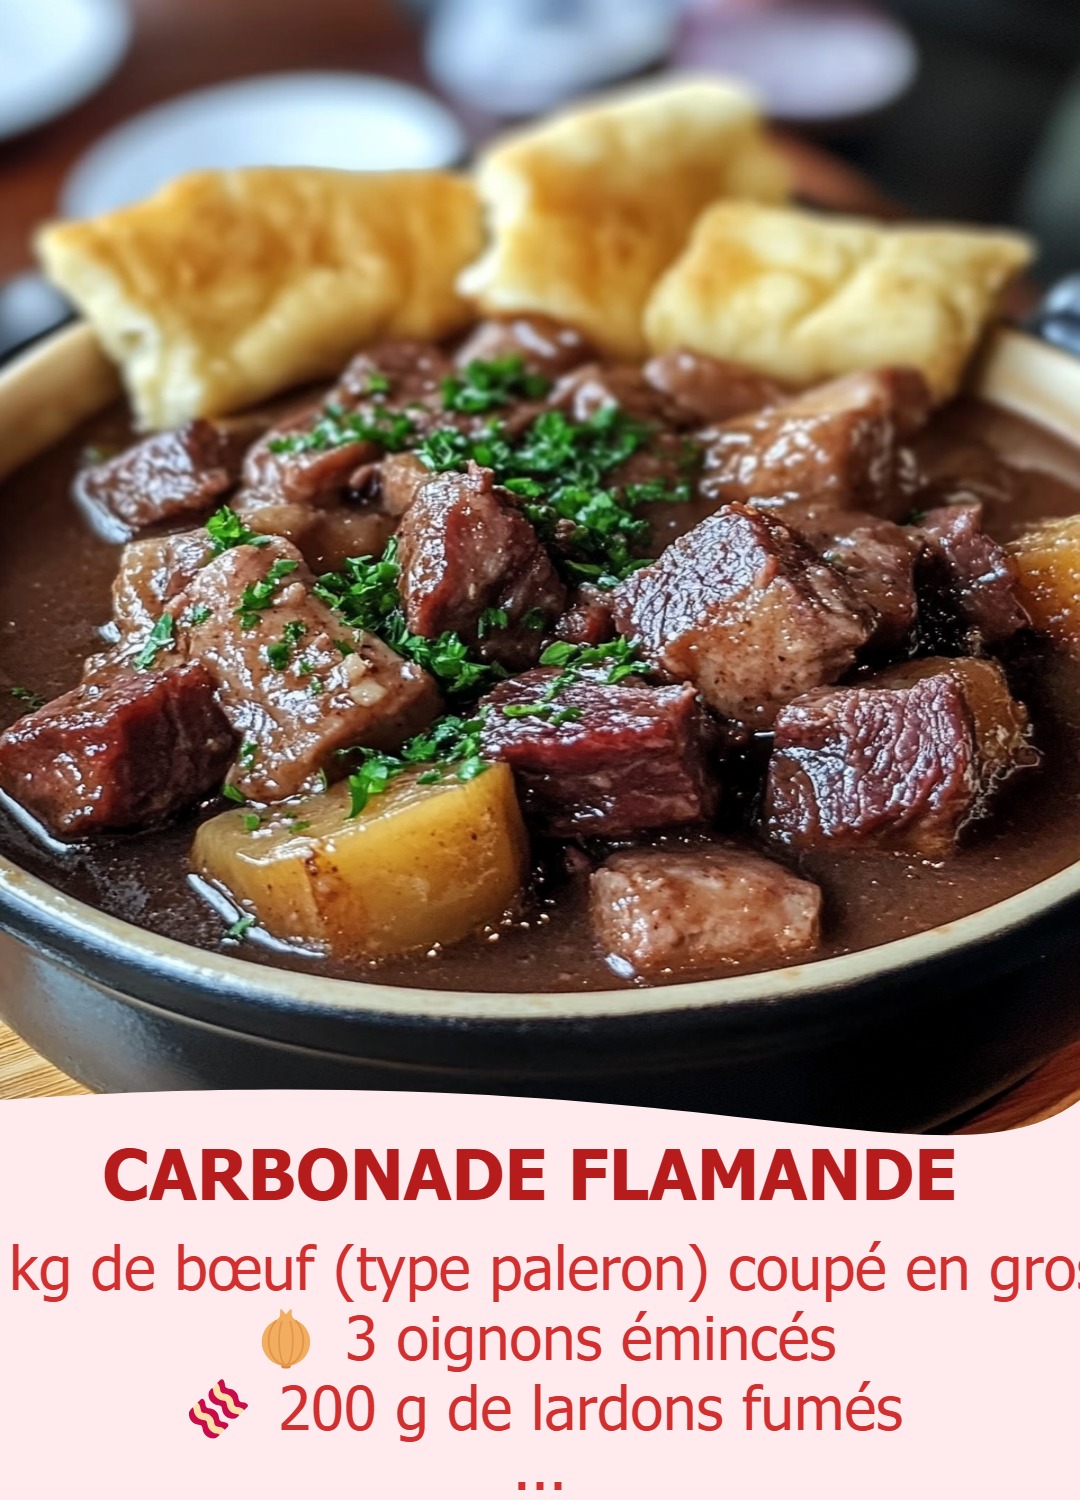 CARBONADE FLAMANDE
kg de bœuf (type paleron) coupé en gros
3 oignons émincés
200 g de lardons fumés
...